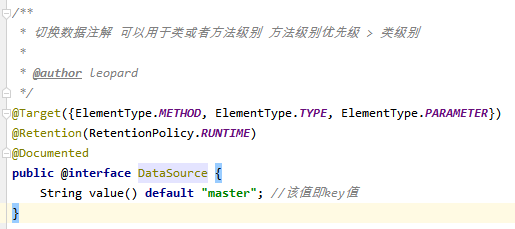 /**
 * 切换数据注解 可以用于类或者方法级别 方法级别优先级 > 类级别
 *
 * @author leopard
 */
@Target({ElementType.METHOD, ElementType.TYPE, ElementType.PARAMETER})
@Retention(RetentionPolicy.RUNTIME)
@Documented
public @interface DataSource {
    String value() default "master"; //该值即key值
}